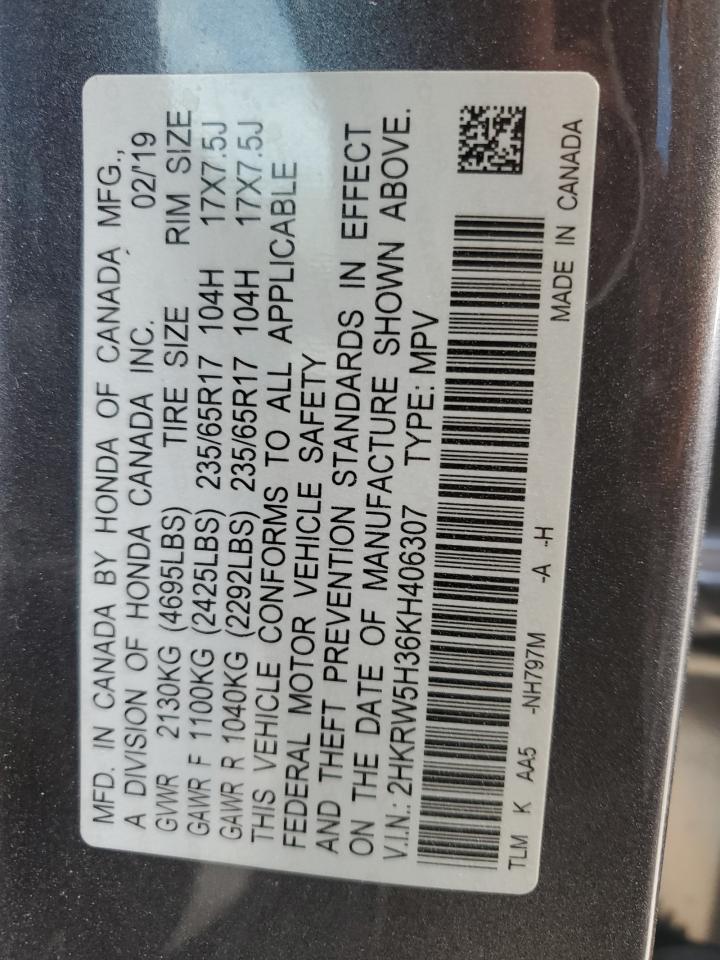 MFD. IN CANADA BY HONDA OF CANADA MFG.,
A DIVISION OF HONDA CANADA INC. 02/'19
GVWR 2130KG (4695LBS) TIRE SIZE RIM SIZE
GAWR F 1100KG (2425LBS) 235/65R17 104H 17X7.5J
GAWR R 1040KG (2292LBS) 235/65R17 104H 17X7.5J
THIS VEHICLE CONFORMS TO ALL APPLICABLE
FEDERAL MOTOR VEHICLE SAFETY
AND THEFT PREVENTION STANDARDS IN EFFECT
ON THE DATE OF MANUFACTURE SHOWN ABOVE.
V.I.N.: 2HKRW5H36KH406307 TYPE: MPV
TLM K AA5 -NH797M -A -H
MADE IN CANADA